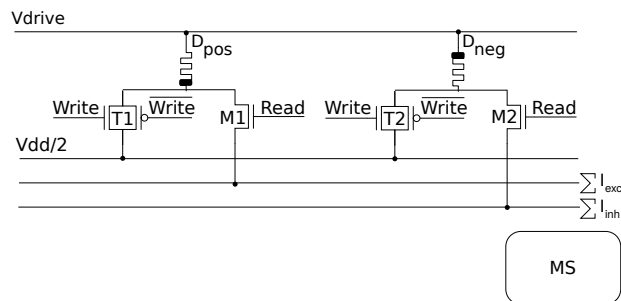 Vdrive
Dpos
Dneg
Write T1 Write M1 Read
Write T2 Write M2 Read
Vdd/2
∑ Iexc
∑ Iinh
MS